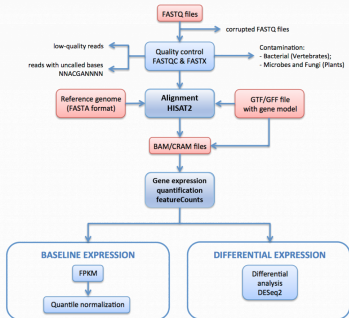 FASTQ files
corrupted FASTQ files
low-quality reads
reads with uncalled bases
NNACGANNNN
Quality control
FASTQC & FASTX
Contamination:
- Bacterial (Vertebrates);
- Microbes and Fungi (Plants)
Reference genome
(FASTA format)
Alignment
HISAT2
GTF/GFF file
with gene model
BAM/CRAM files
Gene expression
quantification
featureCounts
BASELINE EXPRESSION
FPKM
Quantile normalization
DIFFERENTIAL EXPRESSION
Differential
analysis
DESeq2